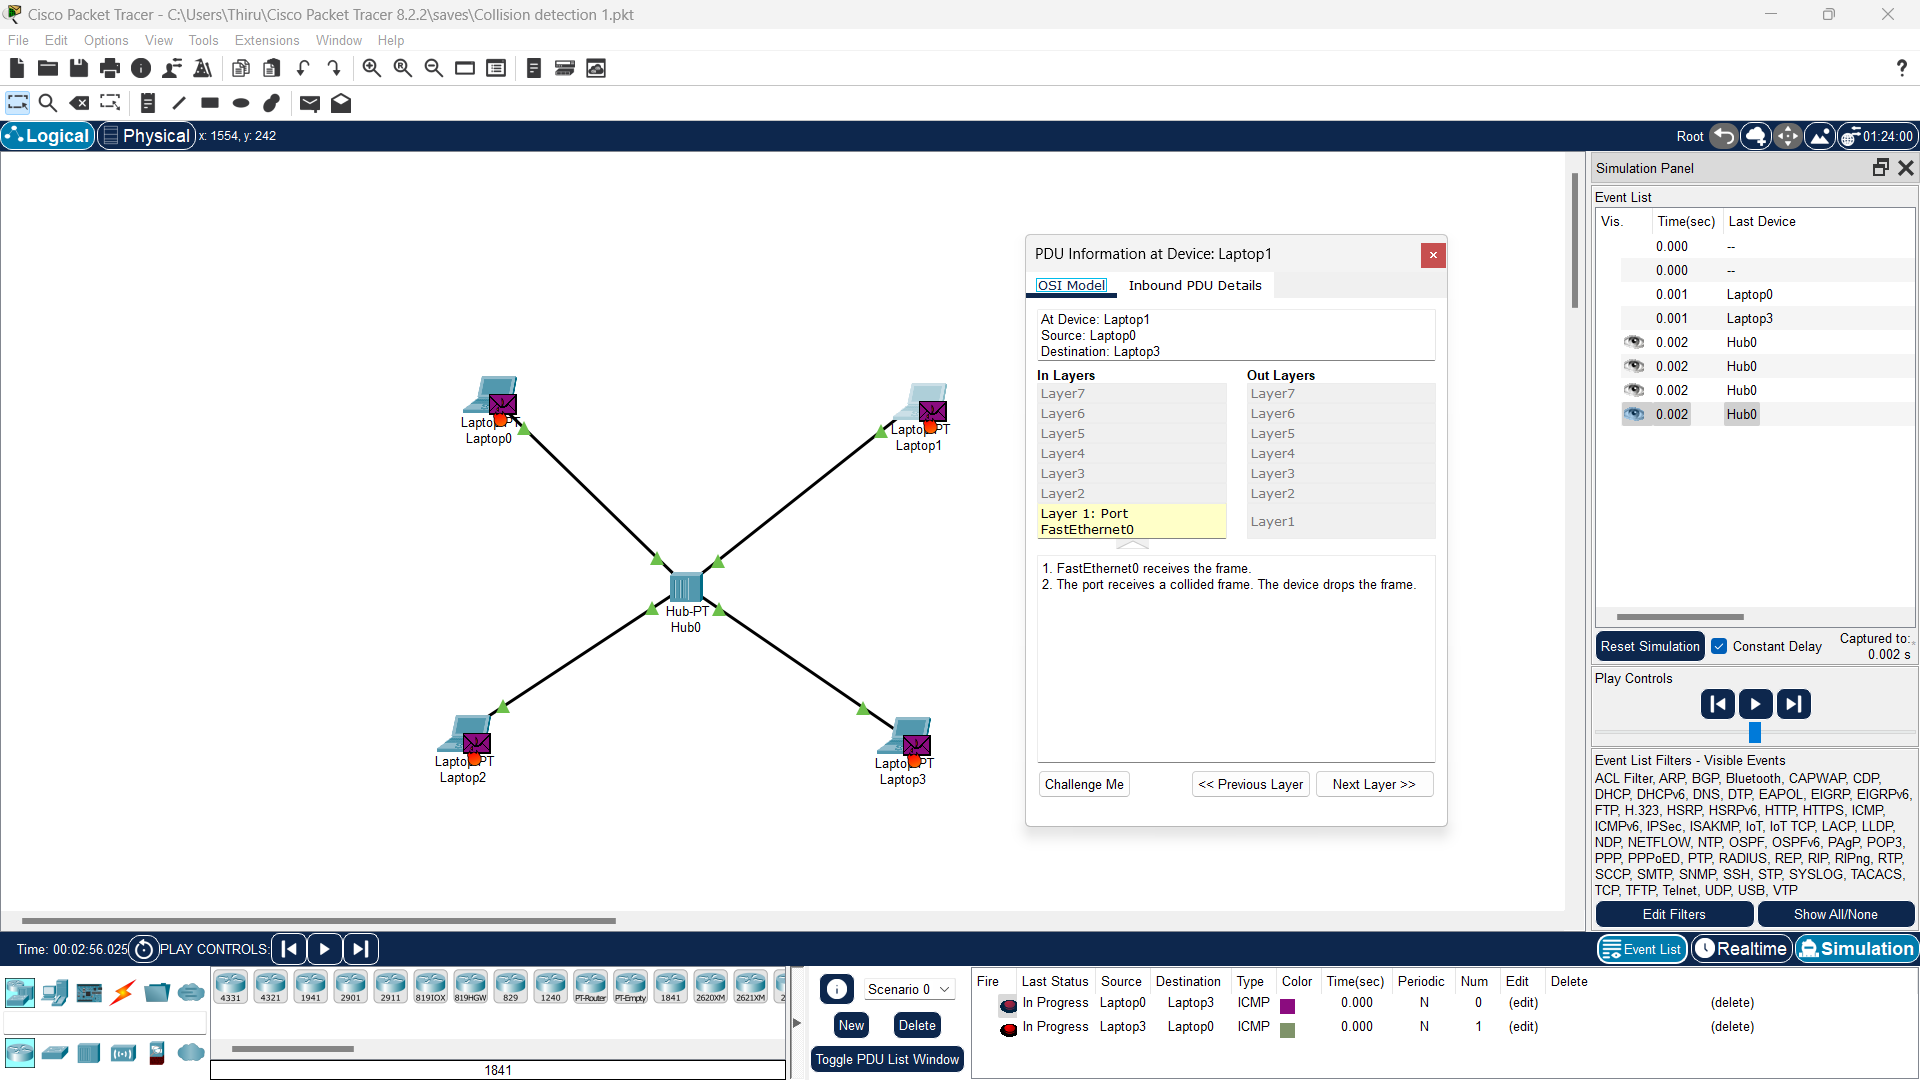 Cisco Packet Tracer - C:\Users\Thiru\Cisco Packet Tracer 8.2.2\saves\Collision detection 1.pkt
File Edit Options View Tools Extensions Window Help
?
Logical Physical x: 1554, y: 242
Root 01:24:00
Simulation Panel
Event List
Vis. Time(sec) Last Device
0.000 --
0.000 --
0.001 Laptop0
0.001 Laptop3
0.002 Hub0
0.002 Hub0
0.002 Hub0
0.002 Hub0
Reset Simulation Constant Delay Captured to:
0.002 s
Play Controls
Event List Filters - Visible Events
ACL Filter, ARP, BGP, Bluetooth, CAPWAP, CDP,
DHCP, DHCPv6, DNS, DTP, EAPOL, EIGRP, EIGRPv6,
FTP, H.323, HSRP, HSRPv6, HTTP, HTTPS, ICMP,
ICMPv6, IPSec, ISAKMP, IoT, IoT TCP, LACP, LLDP,
NDP, NETFLOW, NTP, OSPF, OSPFv6, PAgP, POP3,
PPP, PPPoED, PTP, RADIUS, REP, RIP, RIPng, RTP,
SCCP, SMTP, SNMP, SSH, STP, SYSLOG, TACACS,
TCP, TFTP, Telnet, UDP, USB, VTP
Edit Filters Show All/None
Laptop-PT
Laptop0
Laptop-PT
Laptop1
Hub-PT
Hub0
Laptop-PT
Laptop2
Laptop-PT
Laptop3
PDU Information at Device: Laptop1
OSI Model Inbound PDU Details
At Device: Laptop1
Source: Laptop0
Destination: Laptop3
In Layers Out Layers
Layer7 Layer7
Layer6 Layer6
Layer5 Layer5
Layer4 Layer4
Layer3 Layer3
Layer2 Layer2
Layer 1: Port
FastEthernet0 Layer1
1. FastEthernet0 receives the frame.
2. The port receives a collided frame. The device drops the frame.
Challenge Me << Previous Layer Next Layer >>
Time: 00:02:56.025 PLAY CONTROLS:
Event List Realtime Simulation
4331 4321 1941 2901 2911 819IOX 819HGW 829 1240 PT-Router PT-Empty 1841 2620XM 2621XM 2
1841
Scenario 0
New Delete
Toggle PDU List Window
Fire Last Status Source Destination Type Color Time(sec) Periodic Num Edit Delete
In Progress Laptop0 Laptop3 ICMP 0.000 N 0 (edit) (delete)
In Progress Laptop3 Laptop0 ICMP 0.000 N 1 (edit) (delete)